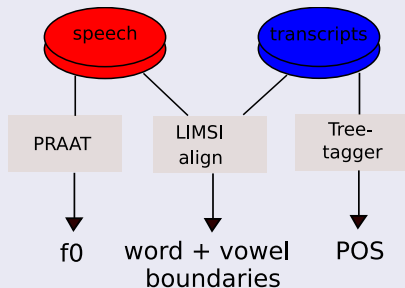 speech
transcripts
PRAAT
LIMSI
align
Tree-
tagger
f0
word + vowel
boundaries
POS